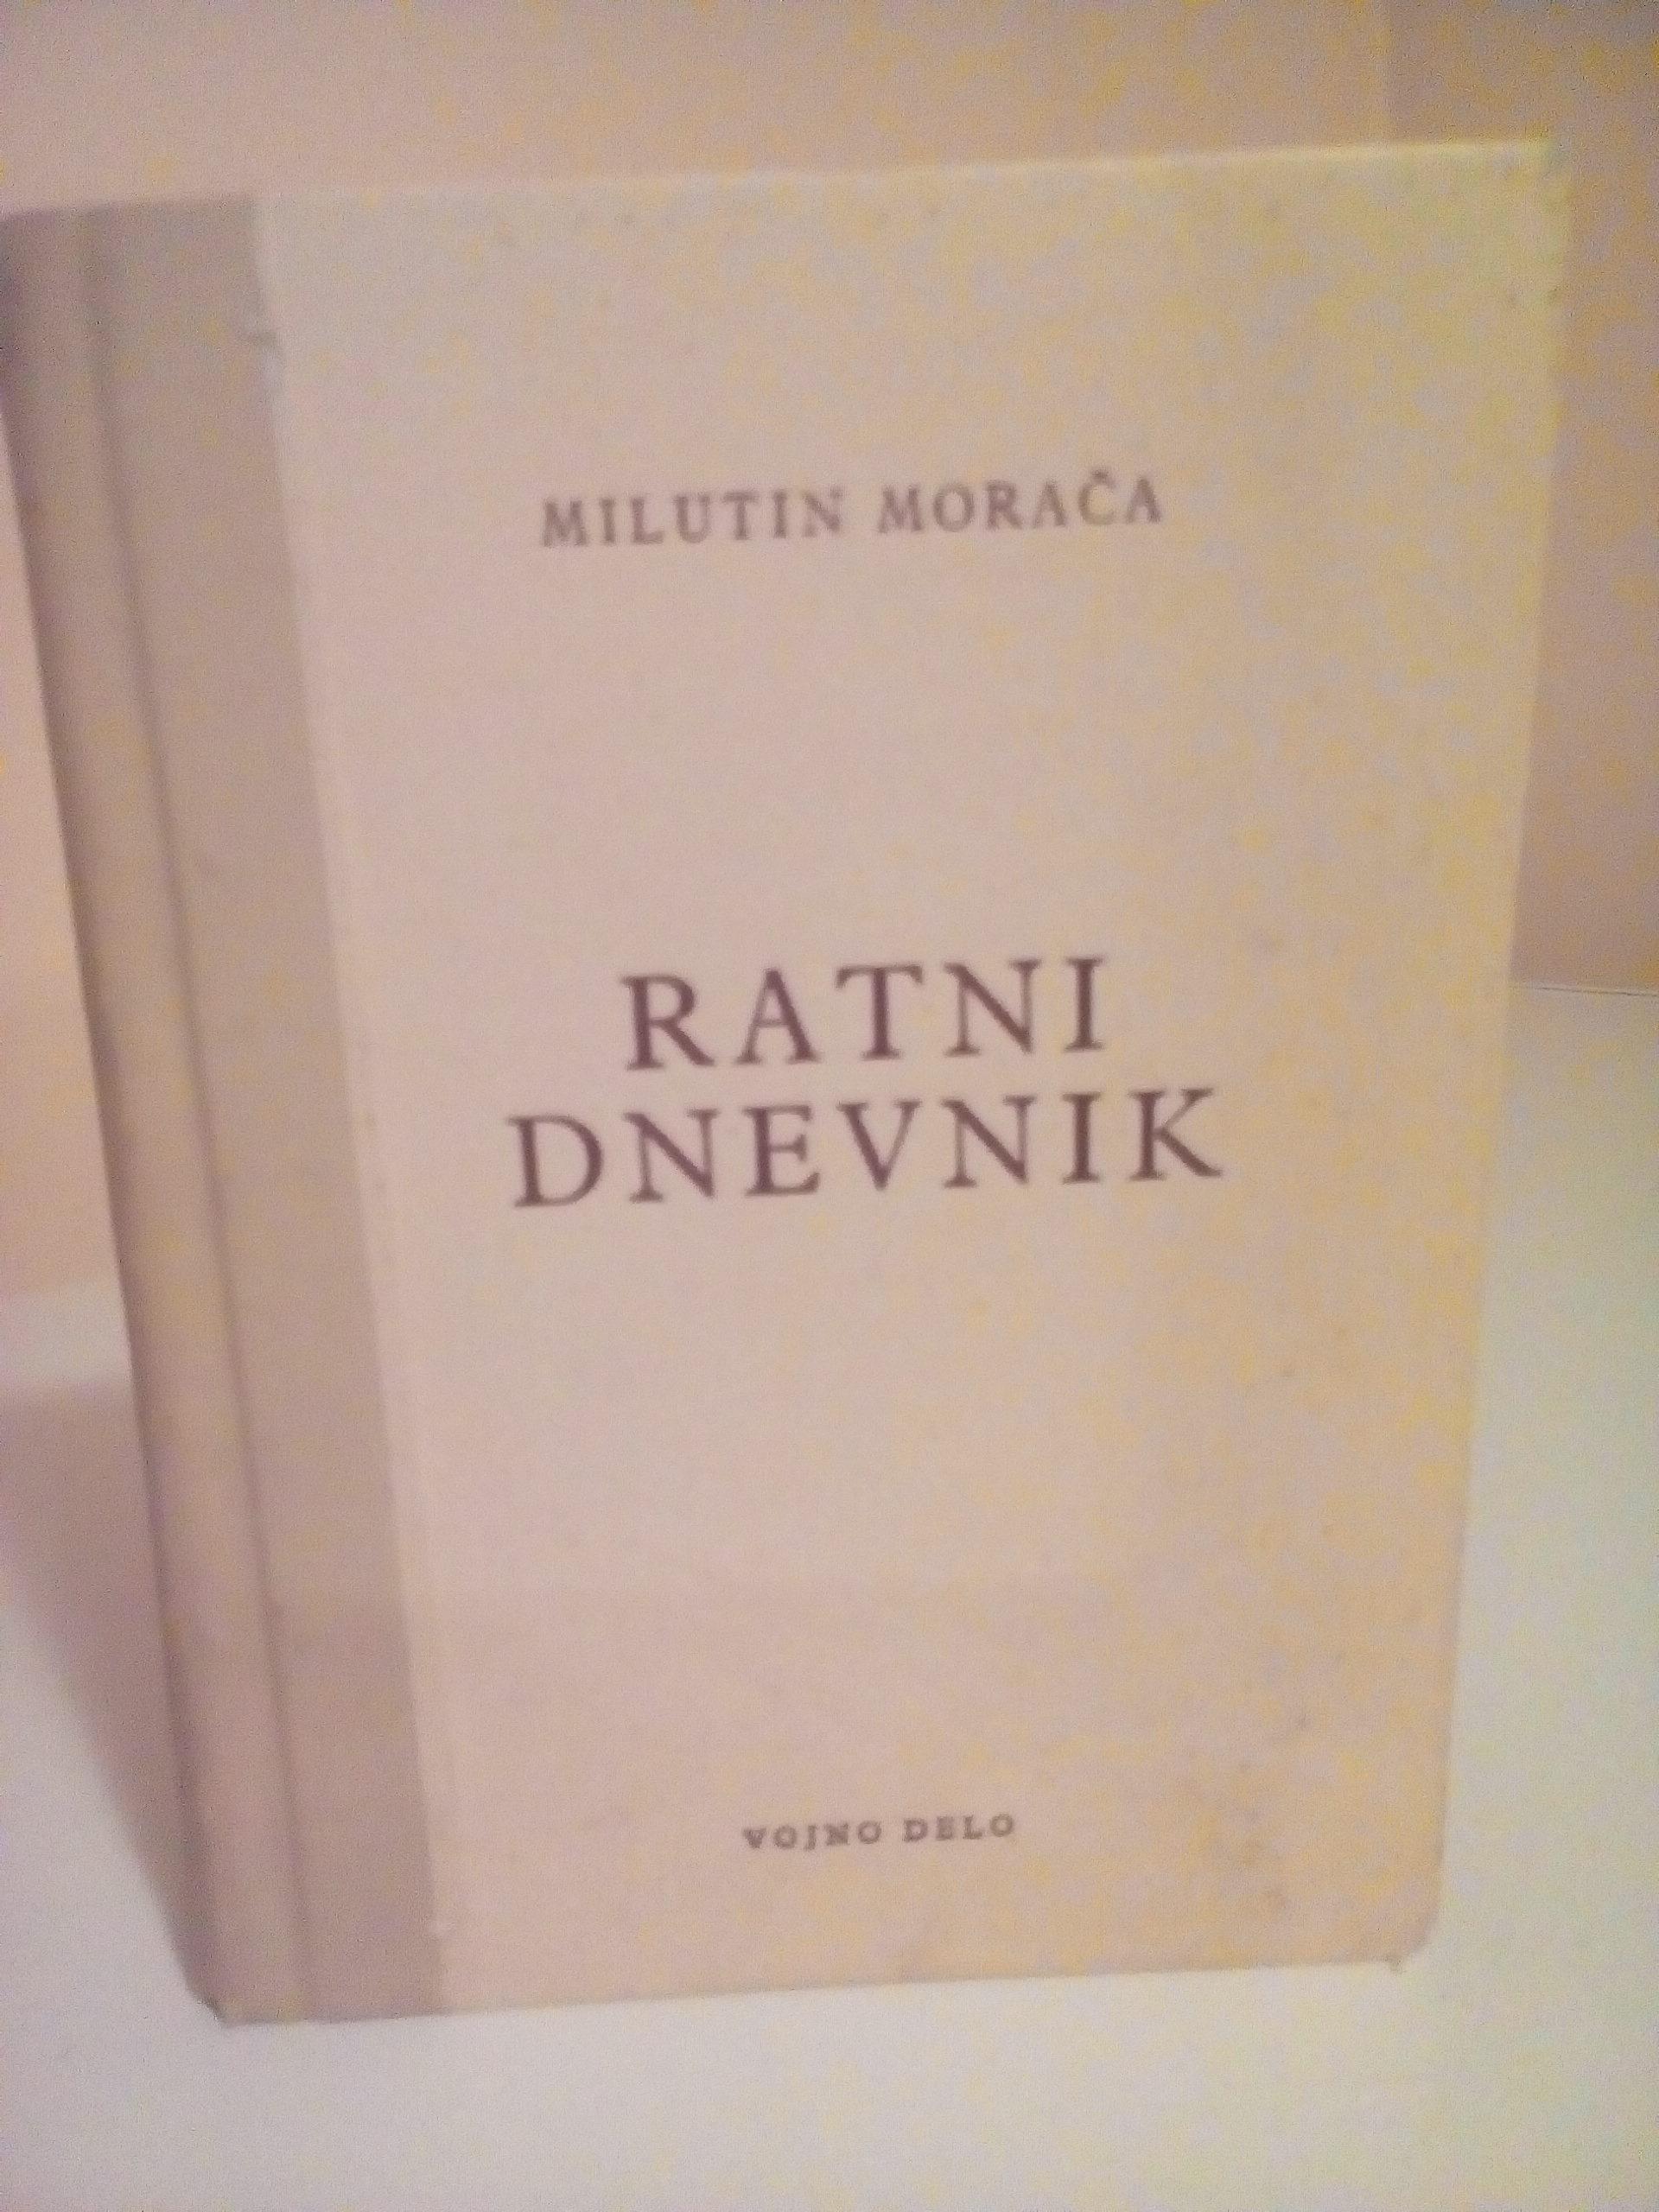 MILUTIN MORAČA
RATNI
DNEVNIK
VOJNO DELO